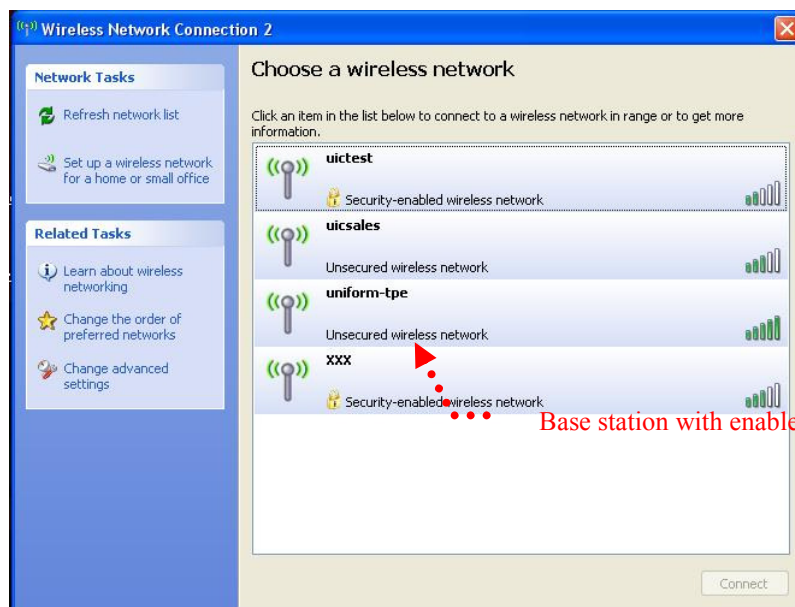 Wireless Network Connection 2
Network Tasks
Refresh network list
Set up a wireless network
for a home or small office
Related Tasks
Learn about wireless
networking
Change the order of
preferred networks
Change advanced
settings
Choose a wireless network
Click an item in the list below to connect to a wireless network in range or to get more
information.
uictest
Security-enabled wireless network
uicsales
Unsecured wireless network
uniform-tpe
Unsecured wireless network
xxx
Security-enabled wireless network
Base station with enable
Connect